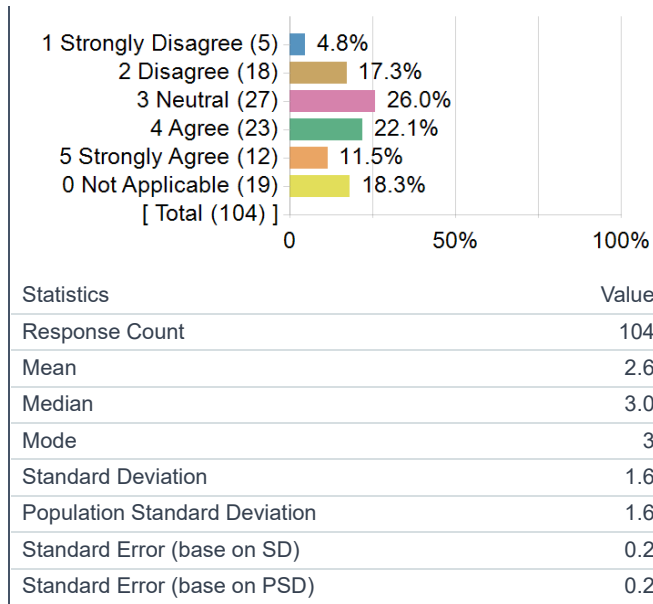 1 Strongly Disagree (5) 4.8%
2 Disagree (18) 17.3%
3 Neutral (27) 26.0%
4 Agree (23) 22.1%
5 Strongly Agree (12) 11.5%
0 Not Applicable (19) 18.3%
[ Total (104) ]
0 50% 100%
Statistics Value
Response Count 104
Mean 2.6
Median 3.0
Mode 3
Standard Deviation 1.6
Population Standard Deviation 1.6
Standard Error (base on SD) 0.2
Standard Error (base on PSD) 0.2